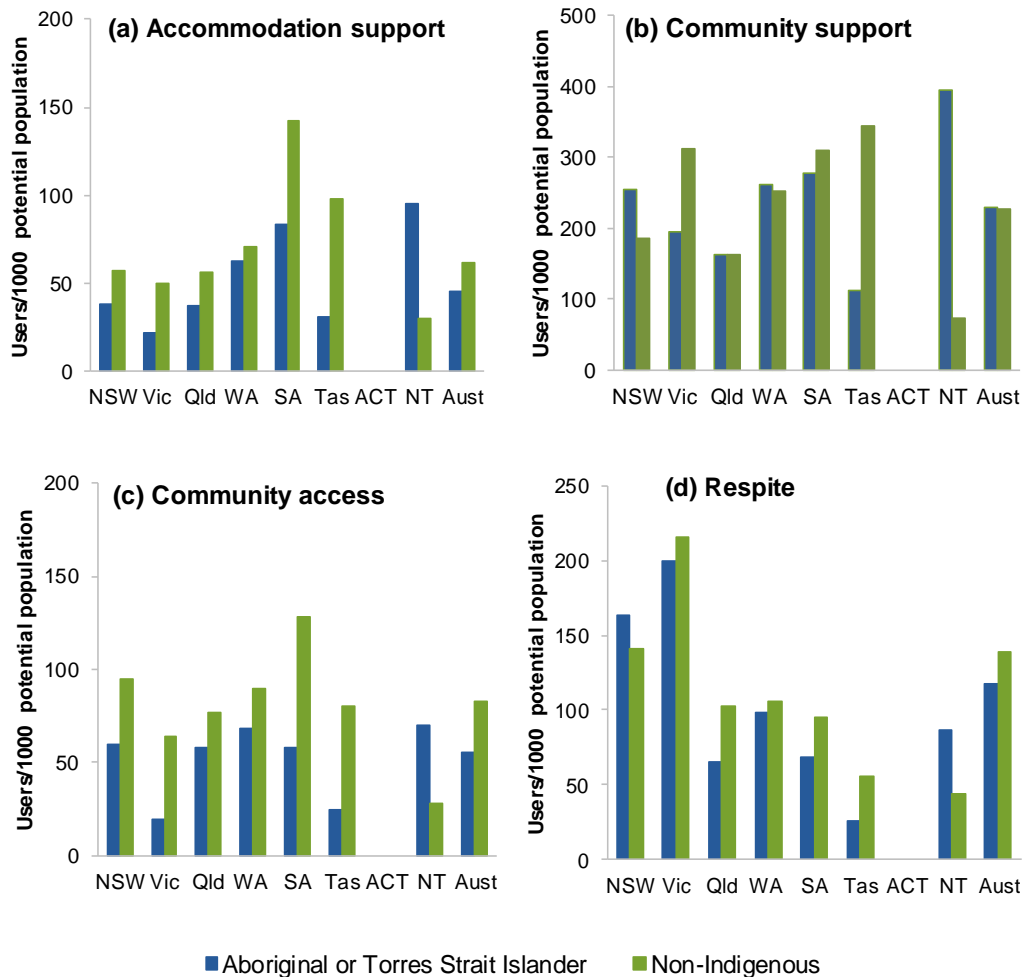 (a) Accommodation support
Users/1000 potential population
200
150
100
50
0
NSW Vic Qld WA SA Tas ACT NT Aust
(b) Community support
Users/1000 potential population
500
400
300
200
100
0
NSW Vic Qld WA SA Tas ACT NT Aust
(c) Community access
Users/1000 potential population
200
150
100
50
0
NSW Vic Qld WA SA Tas ACT NT Aust
(d) Respite
Users/1000 potential population
250
200
150
100
50
0
NSW Vic Qld WA SA Tas ACT NT Aust
Aboriginal or Torres Strait Islander Non-Indigenous